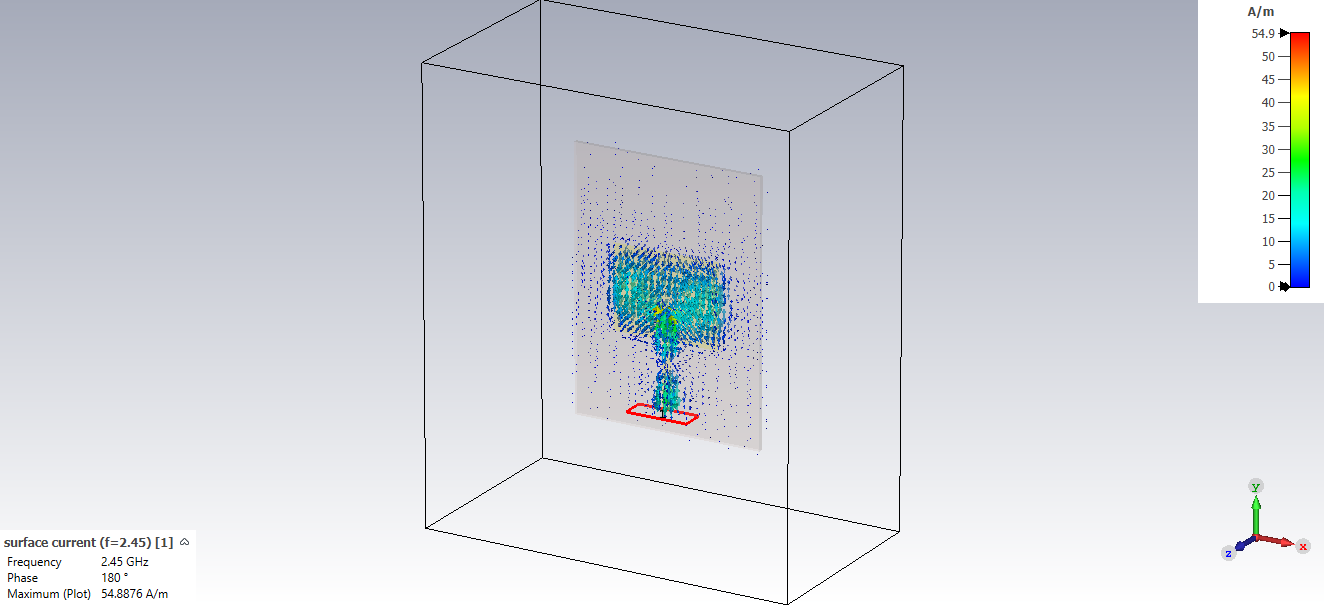 A/m
54.9
50
45
40
35
30
25
20
15
10
5
0
y
z
x
surface current (f=2.45) [1]
Frequency 2.45 GHz
Phase 180 °
Maximum (Plot) 54.8876 A/m